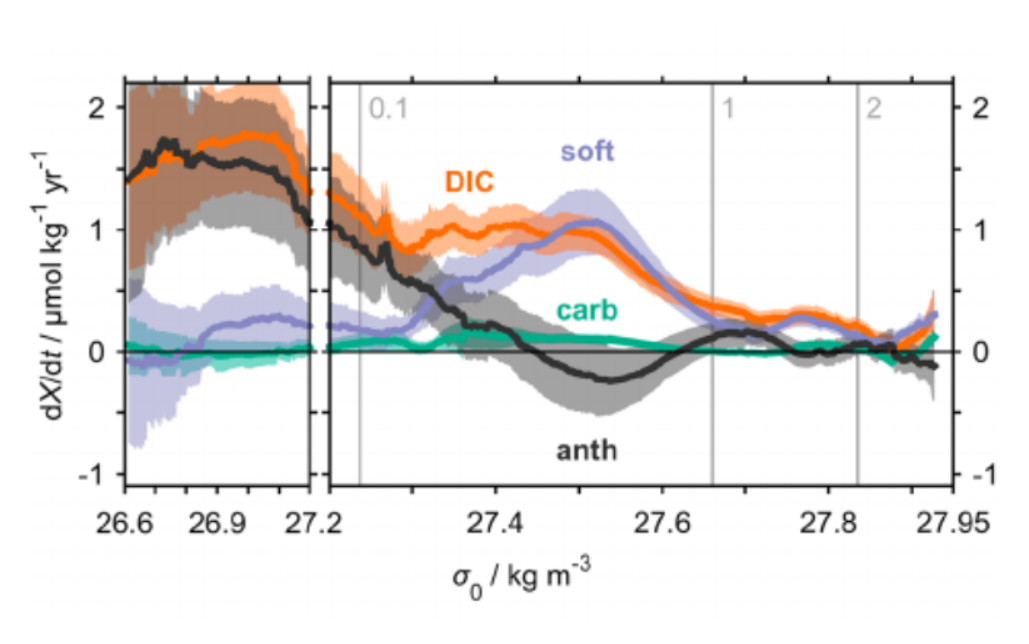 2
0.1
1
2
2
soft
DIC
1
1
carb
0
0
anth
-1
-1
26.6 26.9 27.2 27.4 27.6 27.8 27.95
dX/dt / μmol kg⁻¹ yr⁻¹
σ₀ / kg m⁻³